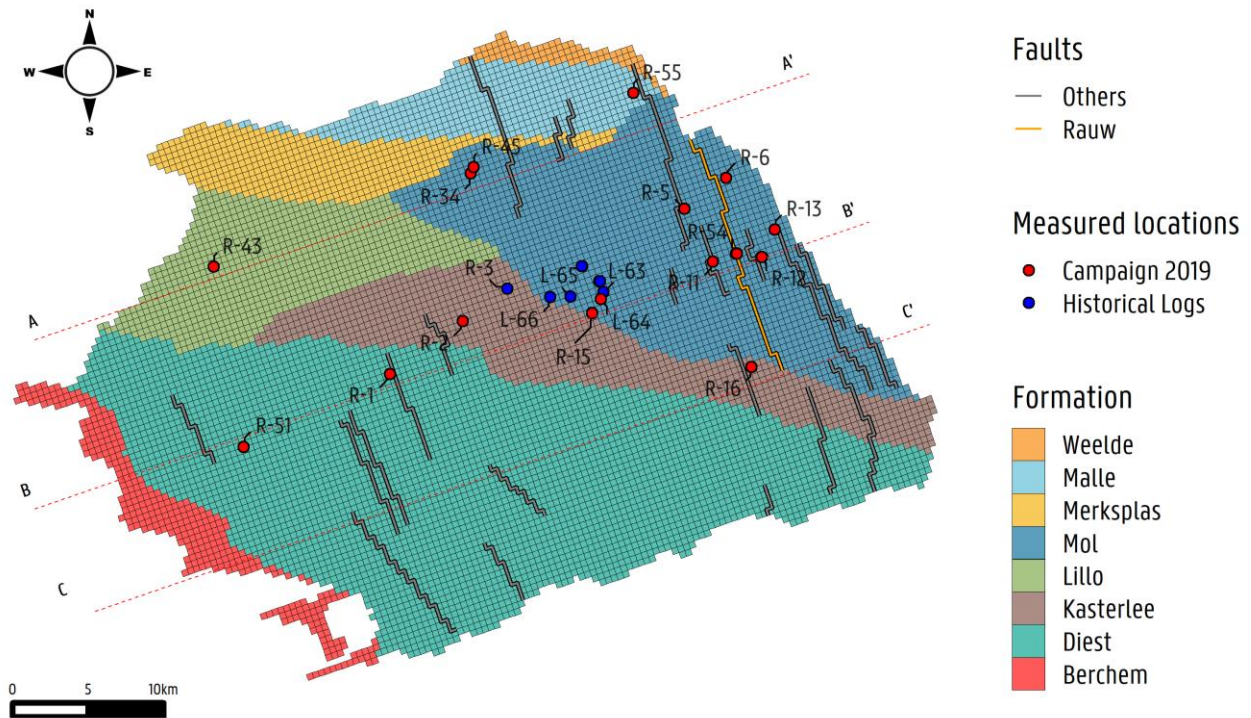 N
W
E
S
A
A'
B
B'
C
C'
R-55
R-45
R-34
R-6
R-5
R-13
R-54
R-43
R-3
L-65
L-63
R-11
R-12
L-66
L-64
R-2
R-15
R-1
R-16
R-51
0 5 10km
Faults
Others
Rauw
Measured locations
Campaign 2019
Historical Logs
Formation
Weelde
Malle
Merksplas
Mol
Lillo
Kasterlee
Diest
Berchem